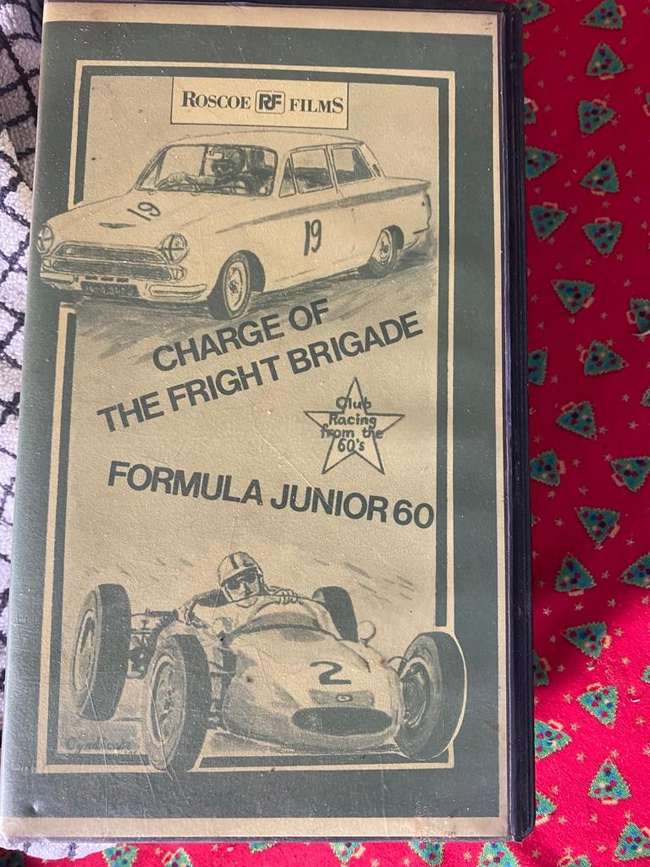 ROSCOE RF FILMS
19
19
CHARGE OF
THE FRIGHT BRIGADE
Club
Racing
from the
60's
FORMULA JUNIOR 60
2